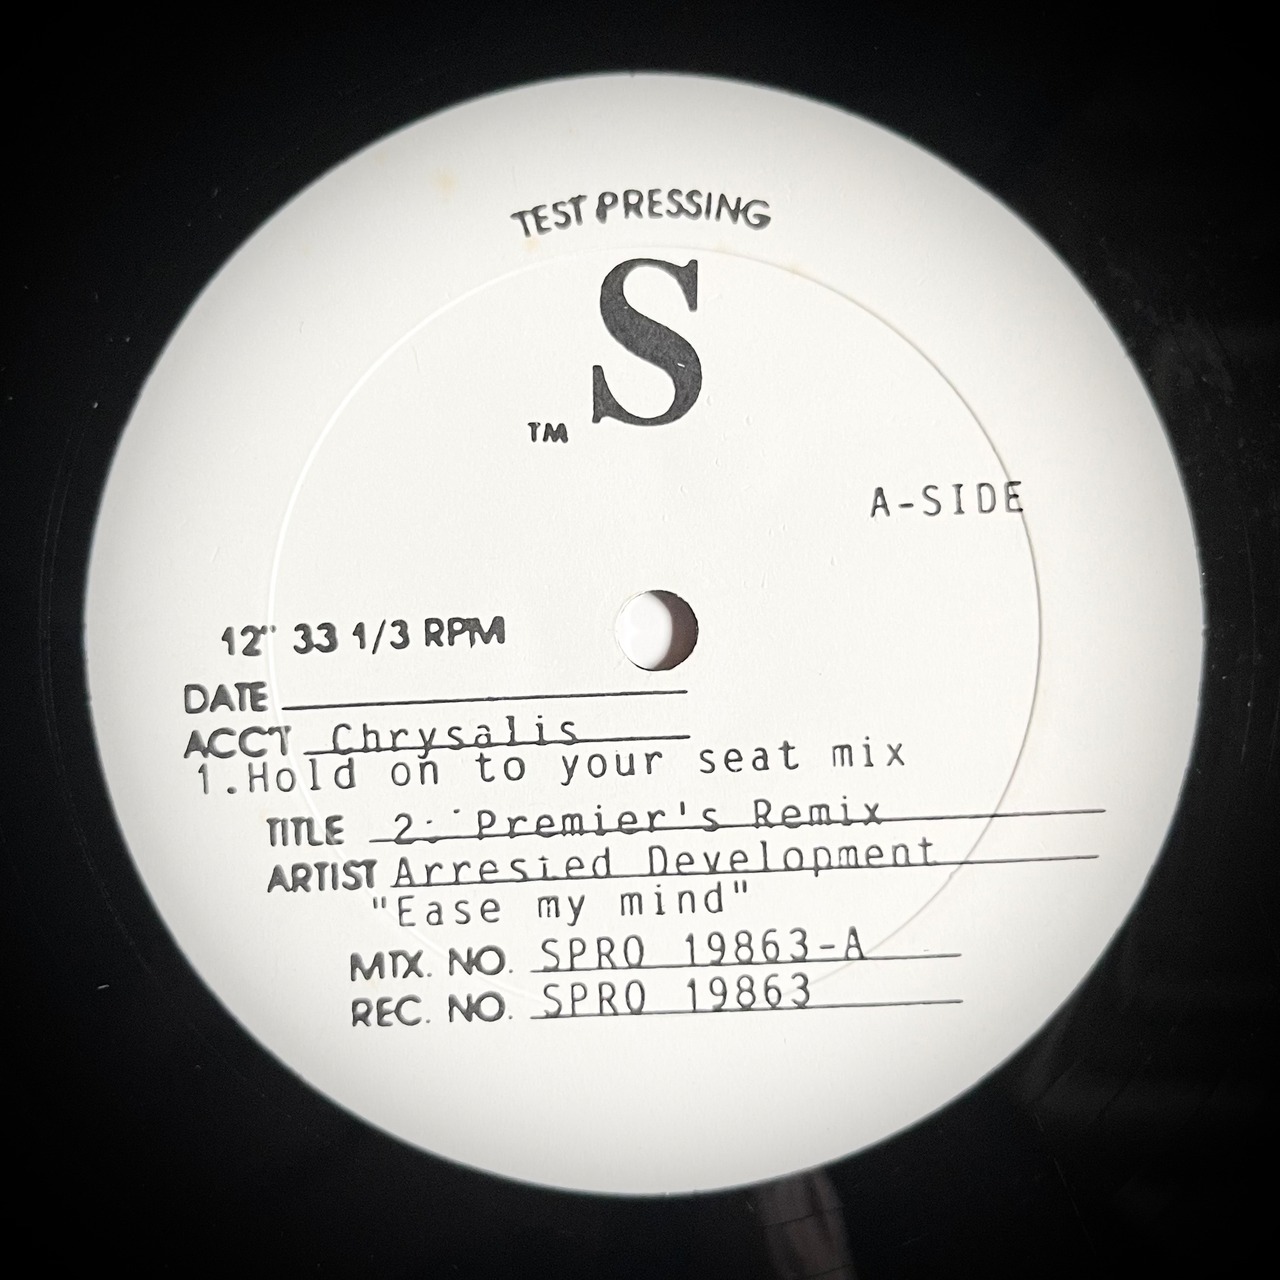 TEST PRESSING
S
TM
A-SIDE
12" 33 1/3 RPM
DATE
ACCT Chrysalis
1.Hold on to your seat mix
TITLE 2. Premier's Remix
ARTIST Arrested Development
"Ease my mind"
MTX. NO. SPRO 19863-A
REC. NO. SPRO 19863